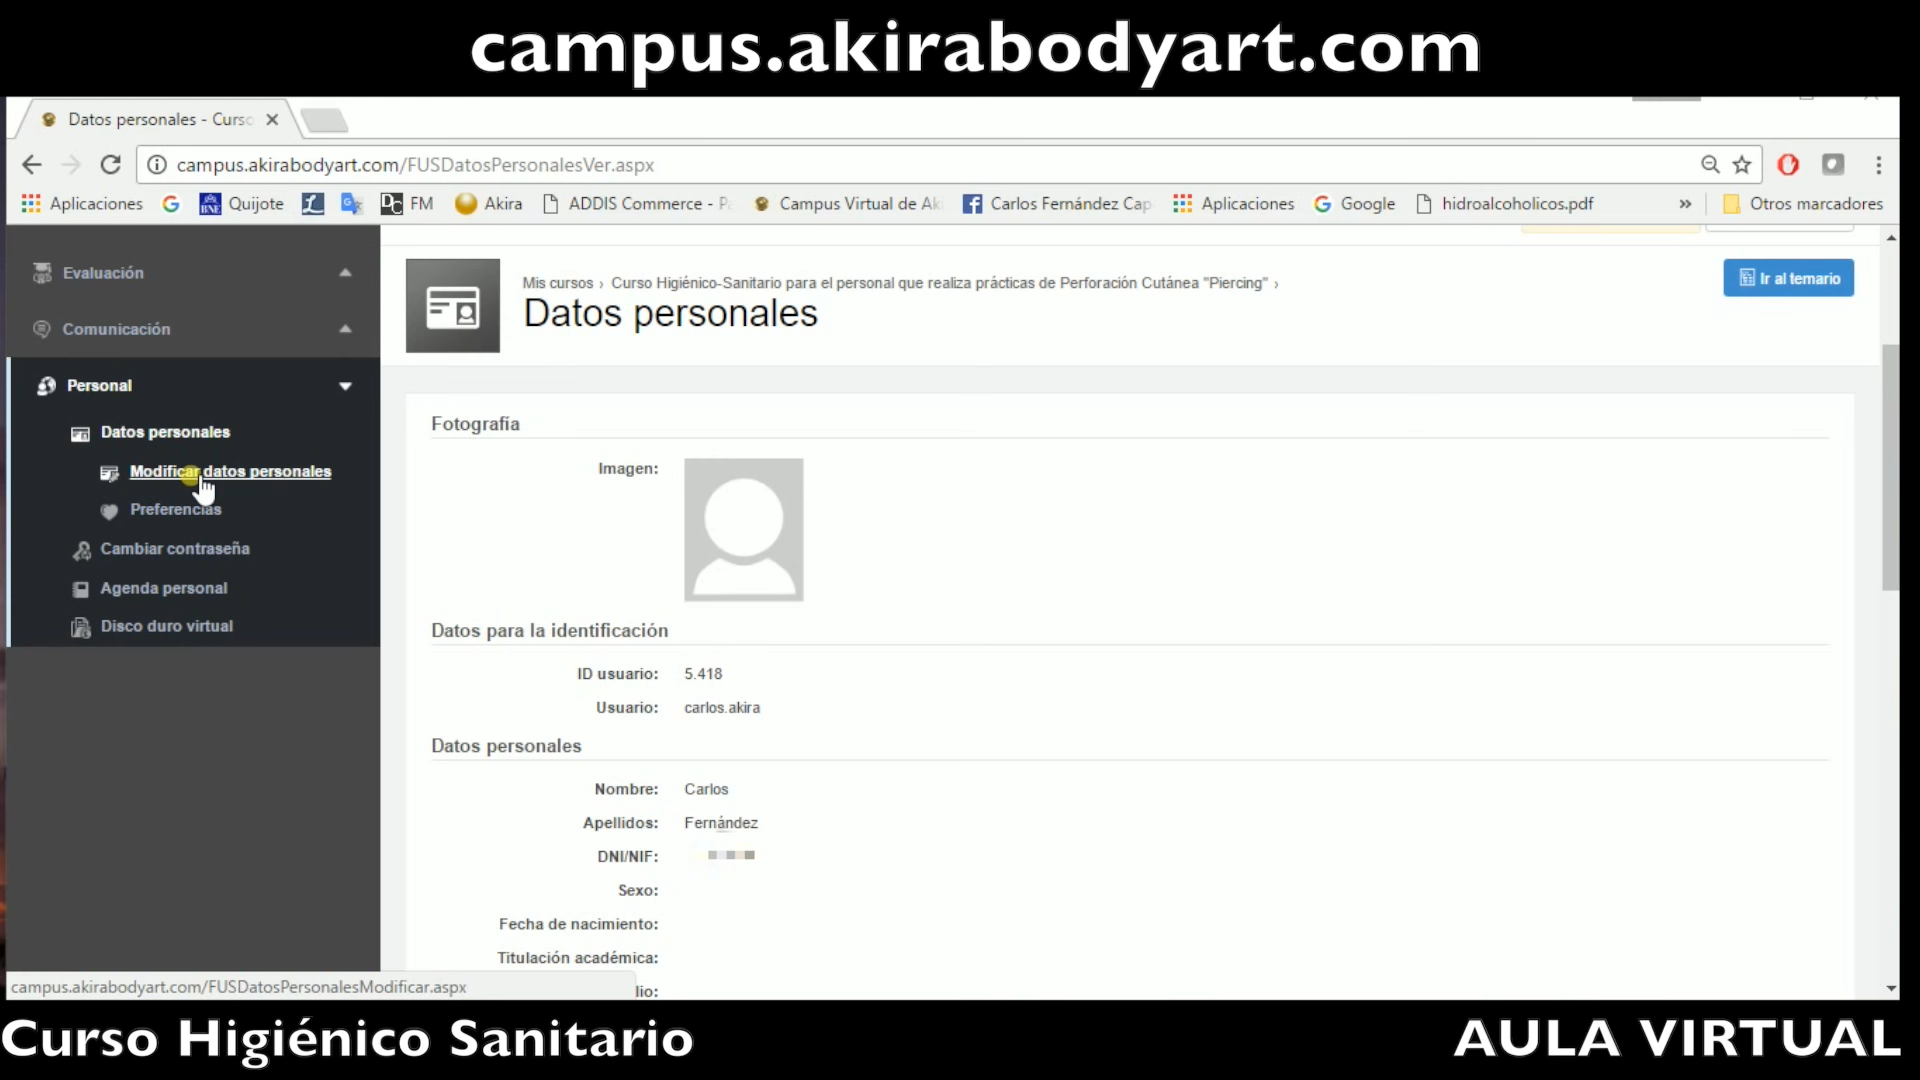 campus.akirabodyart.com
Datos personales - Curso
campus.akirabodyart.com/FUSDatosPersonalesVer.aspx
Aplicaciones
BNE
Quijote
DC FM
Akira
ADDIS Commerce - P
Campus Virtual de Ak
Carlos Fernández Cap
Aplicaciones
Google
hidroalcoholicos.pdf
»
Otros marcadores
Evaluación
Comunicación
Personal
Datos personales
Modificar datos personales
Preferencias
Cambiar contraseña
Agenda personal
Disco duro virtual
Mis cursos › Curso Higiénico-Sanitario para el personal que realiza prácticas de Perforación Cutánea "Piercing" ›
Datos personales
Ir al temario
Fotografía
Imagen:
Datos para la identificación
ID usuario: 5.418
Usuario: carlos.akira
Datos personales
Nombre: Carlos
Apellidos: Fernández
DNI/NIF:
Sexo:
Fecha de nacimiento:
Titulación académica:
lio:
campus.akirabodyart.com/FUSDatosPersonalesModificar.aspx
Curso Higiénico Sanitario
AULA VIRTUAL